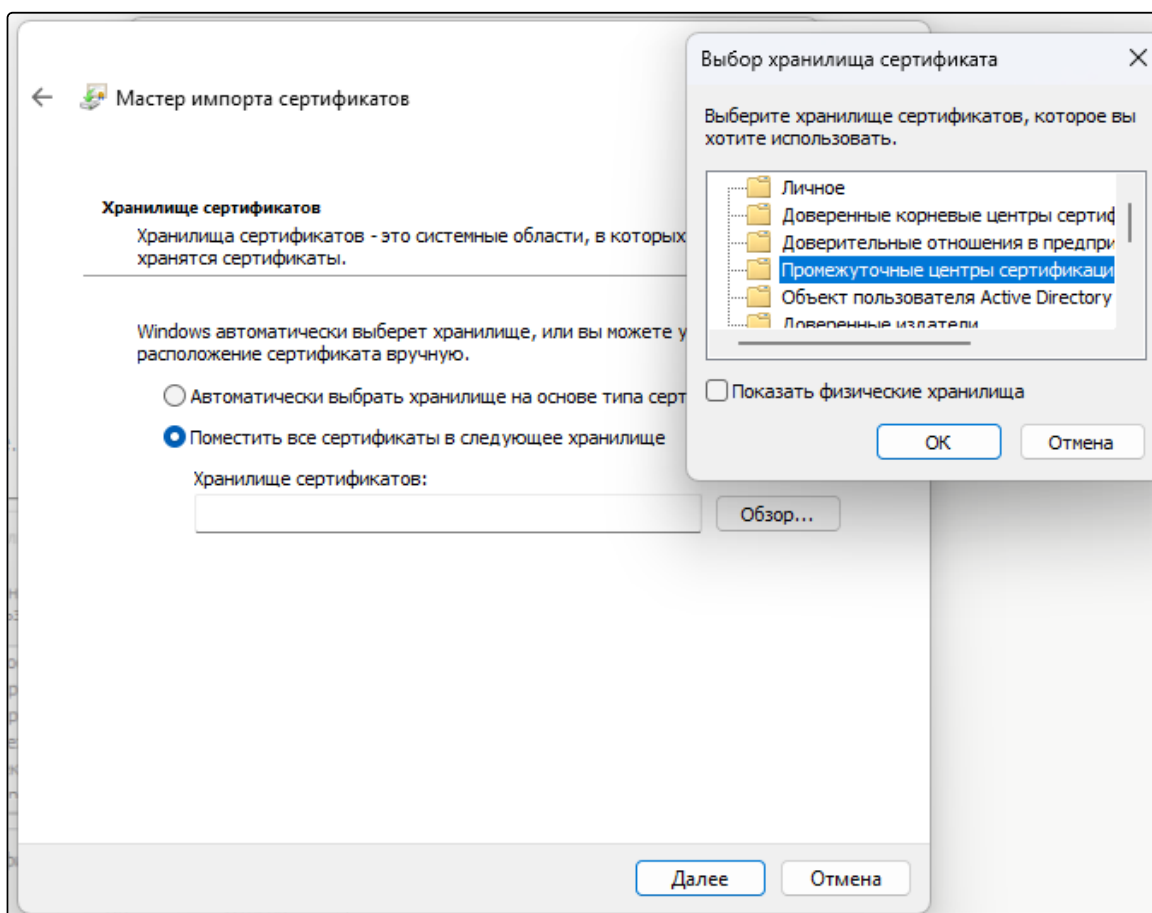 Мастер импорта сертификатов
Хранилище сертификатов
Хранилища сертификатов - это системные области, в которых
хранятся сертификаты.
Windows автоматически выберет хранилище, или вы можете у
расположение сертификата вручную.
Автоматически выбрать хранилище на основе типа серт
Поместить все сертификаты в следующее хранилище
Хранилище сертификатов:
Обзор...
Далее
Отмена
Выбор хранилища сертификата
Выберите хранилище сертификатов, которое вы
хотите использовать.
Личное
Доверенные корневые центры сертиф
Доверительные отношения в предпри
Промежуточные центры сертификаци
Объект пользователя Active Directory
Доверенные издатели
Показать физические хранилища
ОК
Отмена